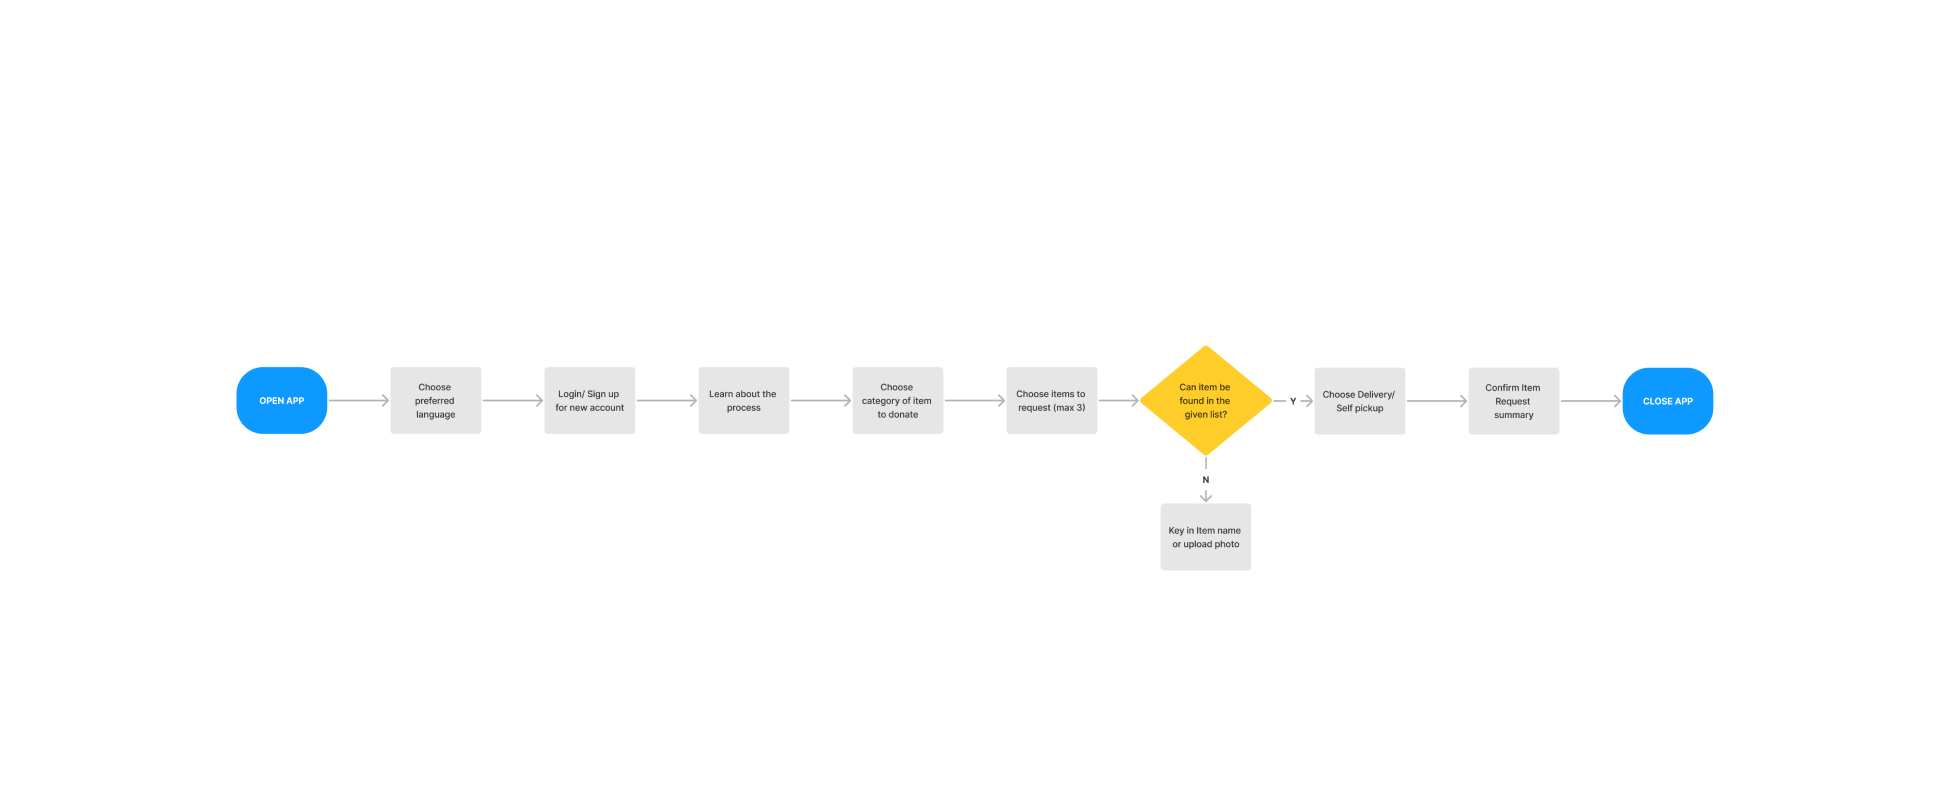 OPEN APP
Choose
preferred
language
Login/ Sign up
for new account
Learn about the
process
Choose
category of item
to donate
Choose items to
request (max 3)
Can item be
found in the
given list?
Y
Choose Delivery/
Self pickup
Confirm Item
Request
summary
CLOSE APP
N
Key in Item name
or upload photo